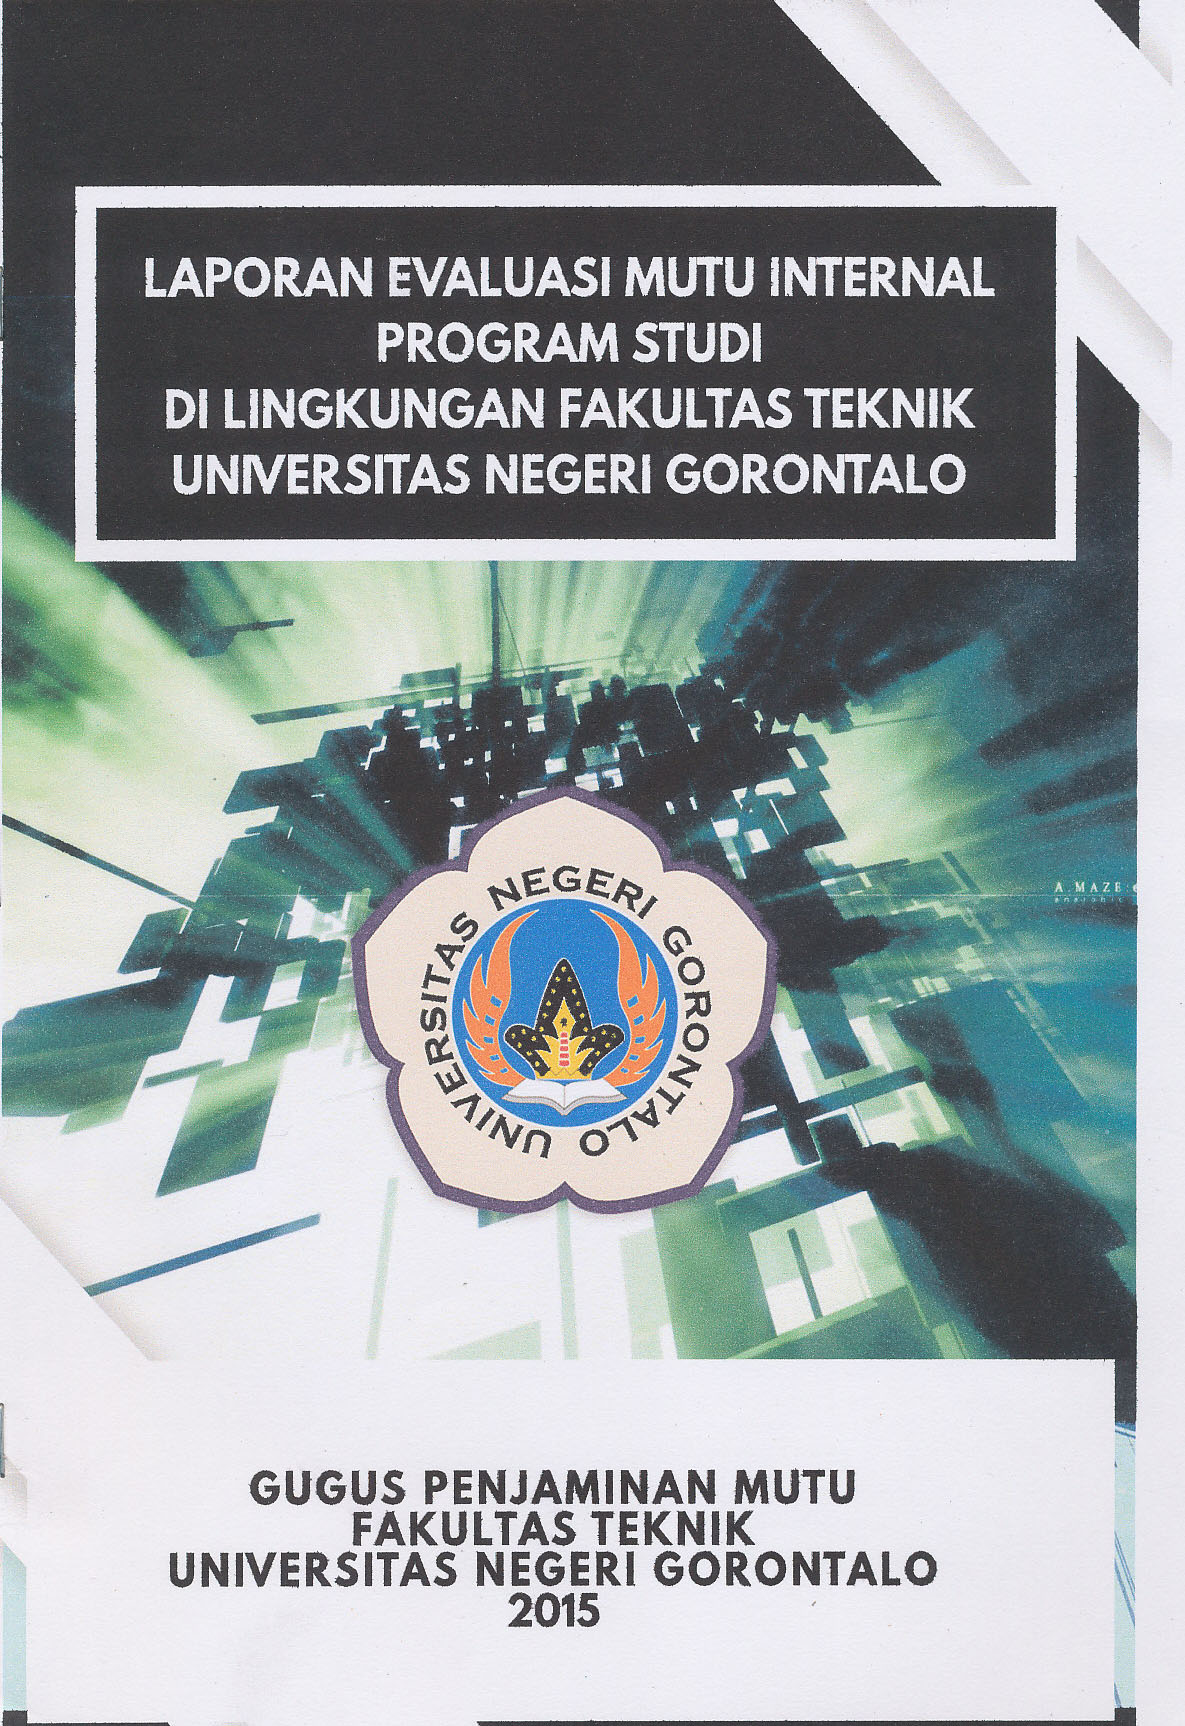 LAPORAN EVALUASI MUTU INTERNAL
PROGRAM STUDI
DI LINGKUNGAN FAKULTAS TEKNIK
UNIVERSITAS NEGERI GORONTALO
A.MAZE
UNIVERSITAS NEGERI GORONTALO
GUGUS PENJAMINAN MUTU
FAKULTAS TEKNIK
UNIVERSITAS NEGERI GORONTALO
2015